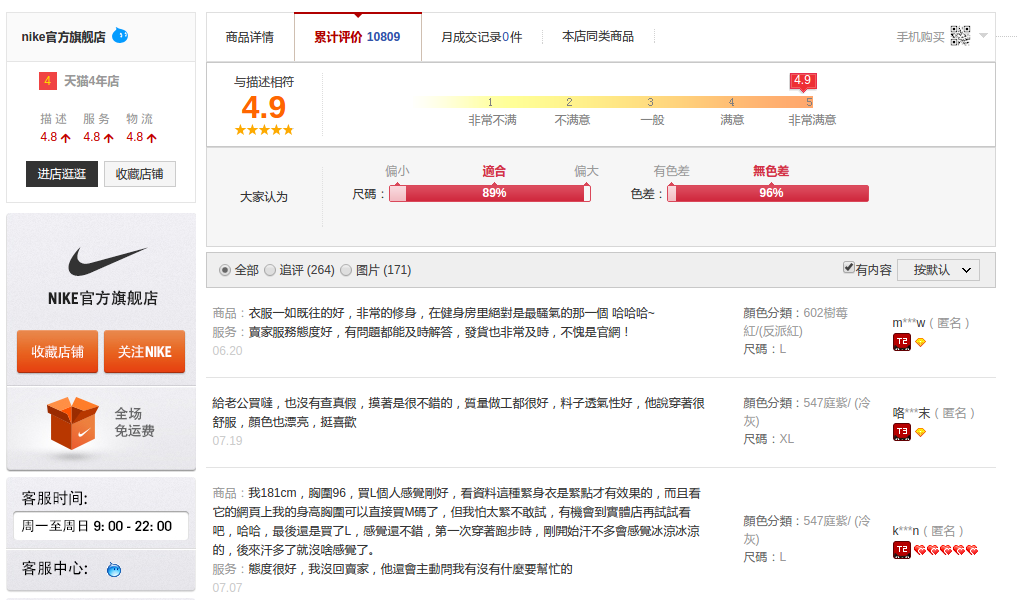 nike官方旗舰店
4 天猫4年店
描 述 服 务 物 流
4.8 4.8 4.8
进店逛逛 收藏店铺
NIKE官方旗舰店
收藏店铺 关注NIKE
全场
免运费
客服时间:
周一至周日 9: 00 - 22: 00
客服中心:
商品详情 累计评价 10809 月成交记录0件 本店同类商品 手机购买
与描述相符
4.9
4.9
1 2 3 4 5
非常不满 不满意 一般 满意 非常满意
大家认为
偏小 適合 偏大 有色差 無色差
尺碼： 89% 色差： 96%
全部 追评 (264) 图片 (171) 有内容 按默认
商品：衣服一如既往的好，非常的修身，在健身房里絕對是最騷氣的那一個 哈哈哈~
服务：賣家服務態度好，有問題都能及時解答，發貨也非常及時，不愧是官網！
06.20
顏色分類：602樹莓
紅/(反派紅)
尺碼：L
m***w（匿名）
T2
給老公買噠，也沒有查真假，摸著是很不錯的，質量做工都很好，料子透氣性好，他說穿著很
舒服，顏色也漂亮，挺喜歡
07.19
顏色分類：547庭紫/ (冷
灰)
尺碼：XL
咯***末（匿名）
T3
商品：我181cm，胸圍96，買L個人感覺剛好，看資料這種緊身衣是緊點才有效果的，而且看
它的網頁上我的身高胸圍可以直接買M碼了，但我怕太緊不敢試，有機會到實體店再試試看
吧，哈哈，最後還是買了L，感覺還不錯，第一次穿著跑步時，剛開始汗不多會感覺冰涼冰涼
的，後來汗多了就沒啥感覺了。
服务：態度很好，我沒回賣家，他還會主動問我有沒有什麼要幫忙的
07.07
顏色分類：547庭紫/ (冷
灰)
尺碼：L
k***n（匿名）
T2